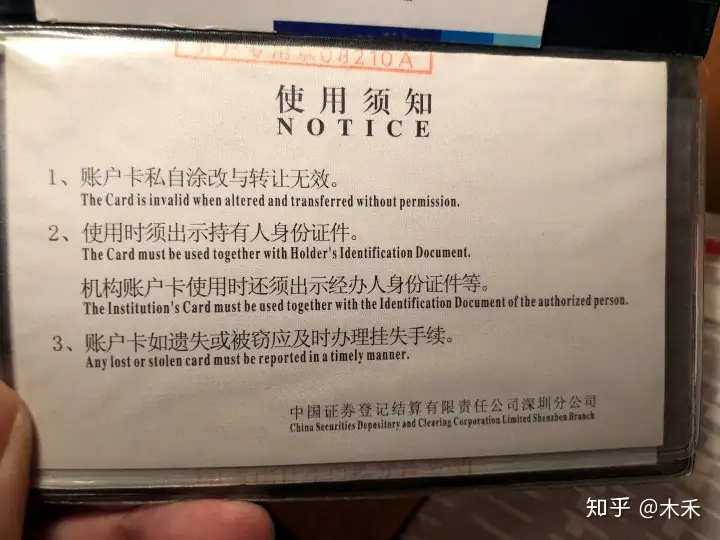 08210A
使用须知
NOTICE
1、账户卡私自涂改与转让无效。
The Card is invalid when altered and transferred without permission.
2、使用时须出示持有人身份证件。
The Card must be used together with Holder's Identification Document.
机构账户卡使用时还须出示经办人身份证件等。
The Institution's Card must be used together with the Identification Document of the authorized person.
3、账户卡如遗失或被窃应及时办理挂失手续。
Any lost or stolen card must be reported in a timely manner.
中国证券登记结算有限责任公司深圳分公司
China Securities Depository and Clearing Corporation Limited Shenzhen Branch
知乎 @木禾